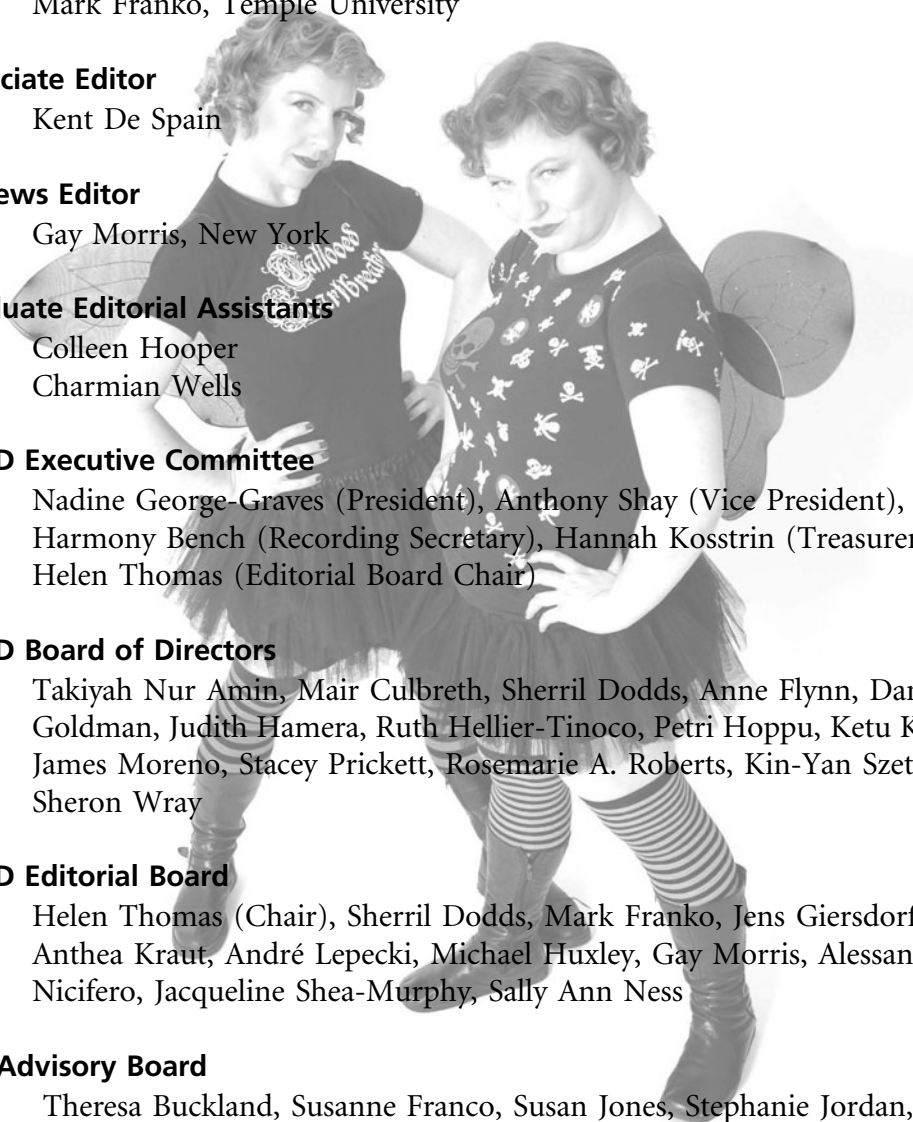 Mark Franko, Temple University
ciate Editor
Kent De Spain
ews Editor
Gay Morris, New York
luate Editorial Assistants
Colleen Hooper
Charmian Wells
D Executive Committee
Nadine George-Graves (President), Anthony Shay (Vice President),
Harmony Bench (Recording Secretary), Hannah Kosstrin (Treasurer
Helen Thomas (Editorial Board Chair)
D Board of Directors
Takiyah Nur Amin, Mair Culbreth, Sherril Dodds, Anne Flynn, Dan
Goldman, Judith Hamera, Ruth Hellier-Tinoco, Petri Hoppu, Ketu K
James Moreno, Stacey Prickett, Rosemarie A. Roberts, Kin-Yan Szet
Sheron Wray
D Editorial Board
Helen Thomas (Chair), Sherril Dodds, Mark Franko, Jens Giersdorf
Anthea Kraut, André Lepecki, Michael Huxley, Gay Morris, Alessan
Nicifero, Jacqueline Shea-Murphy, Sally Ann Ness
Advisory Board
Theresa Buckland, Susanne Franco, Susan Jones, Stephanie Jordan,